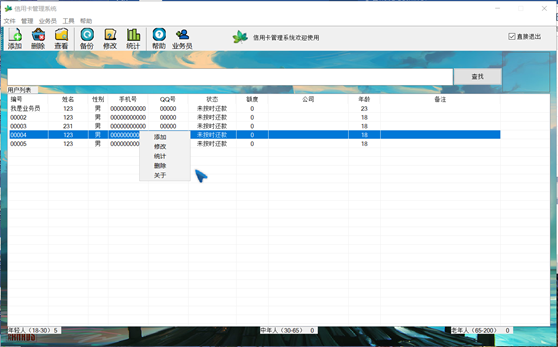 信用卡管理系统
文件 管理 业务员 工具 帮助
添加 删除 查看 备份 修改 统计 帮助 业务员
信用卡管理系统欢迎使用
直接退出
查找
用户列表
编号 姓名 性别 手机号 QQ号 状态 额度 公司 年龄 备注
我是业务员 123 男 00000000000 00000 未按时还款 0 23
00002 123 男 00000000000 00000 未按时还款 0 18
00003 231 男 00000000000 00000 未按时还款 0 18
00004 123 男 0000000000 未按时还款 0 18
00005 123 男 0000000000 未按时还款 0 18
添加
修改
统计
删除
关于
年轻人（18-30）5 中年人（30-65） 0 老年人（65-200） 0